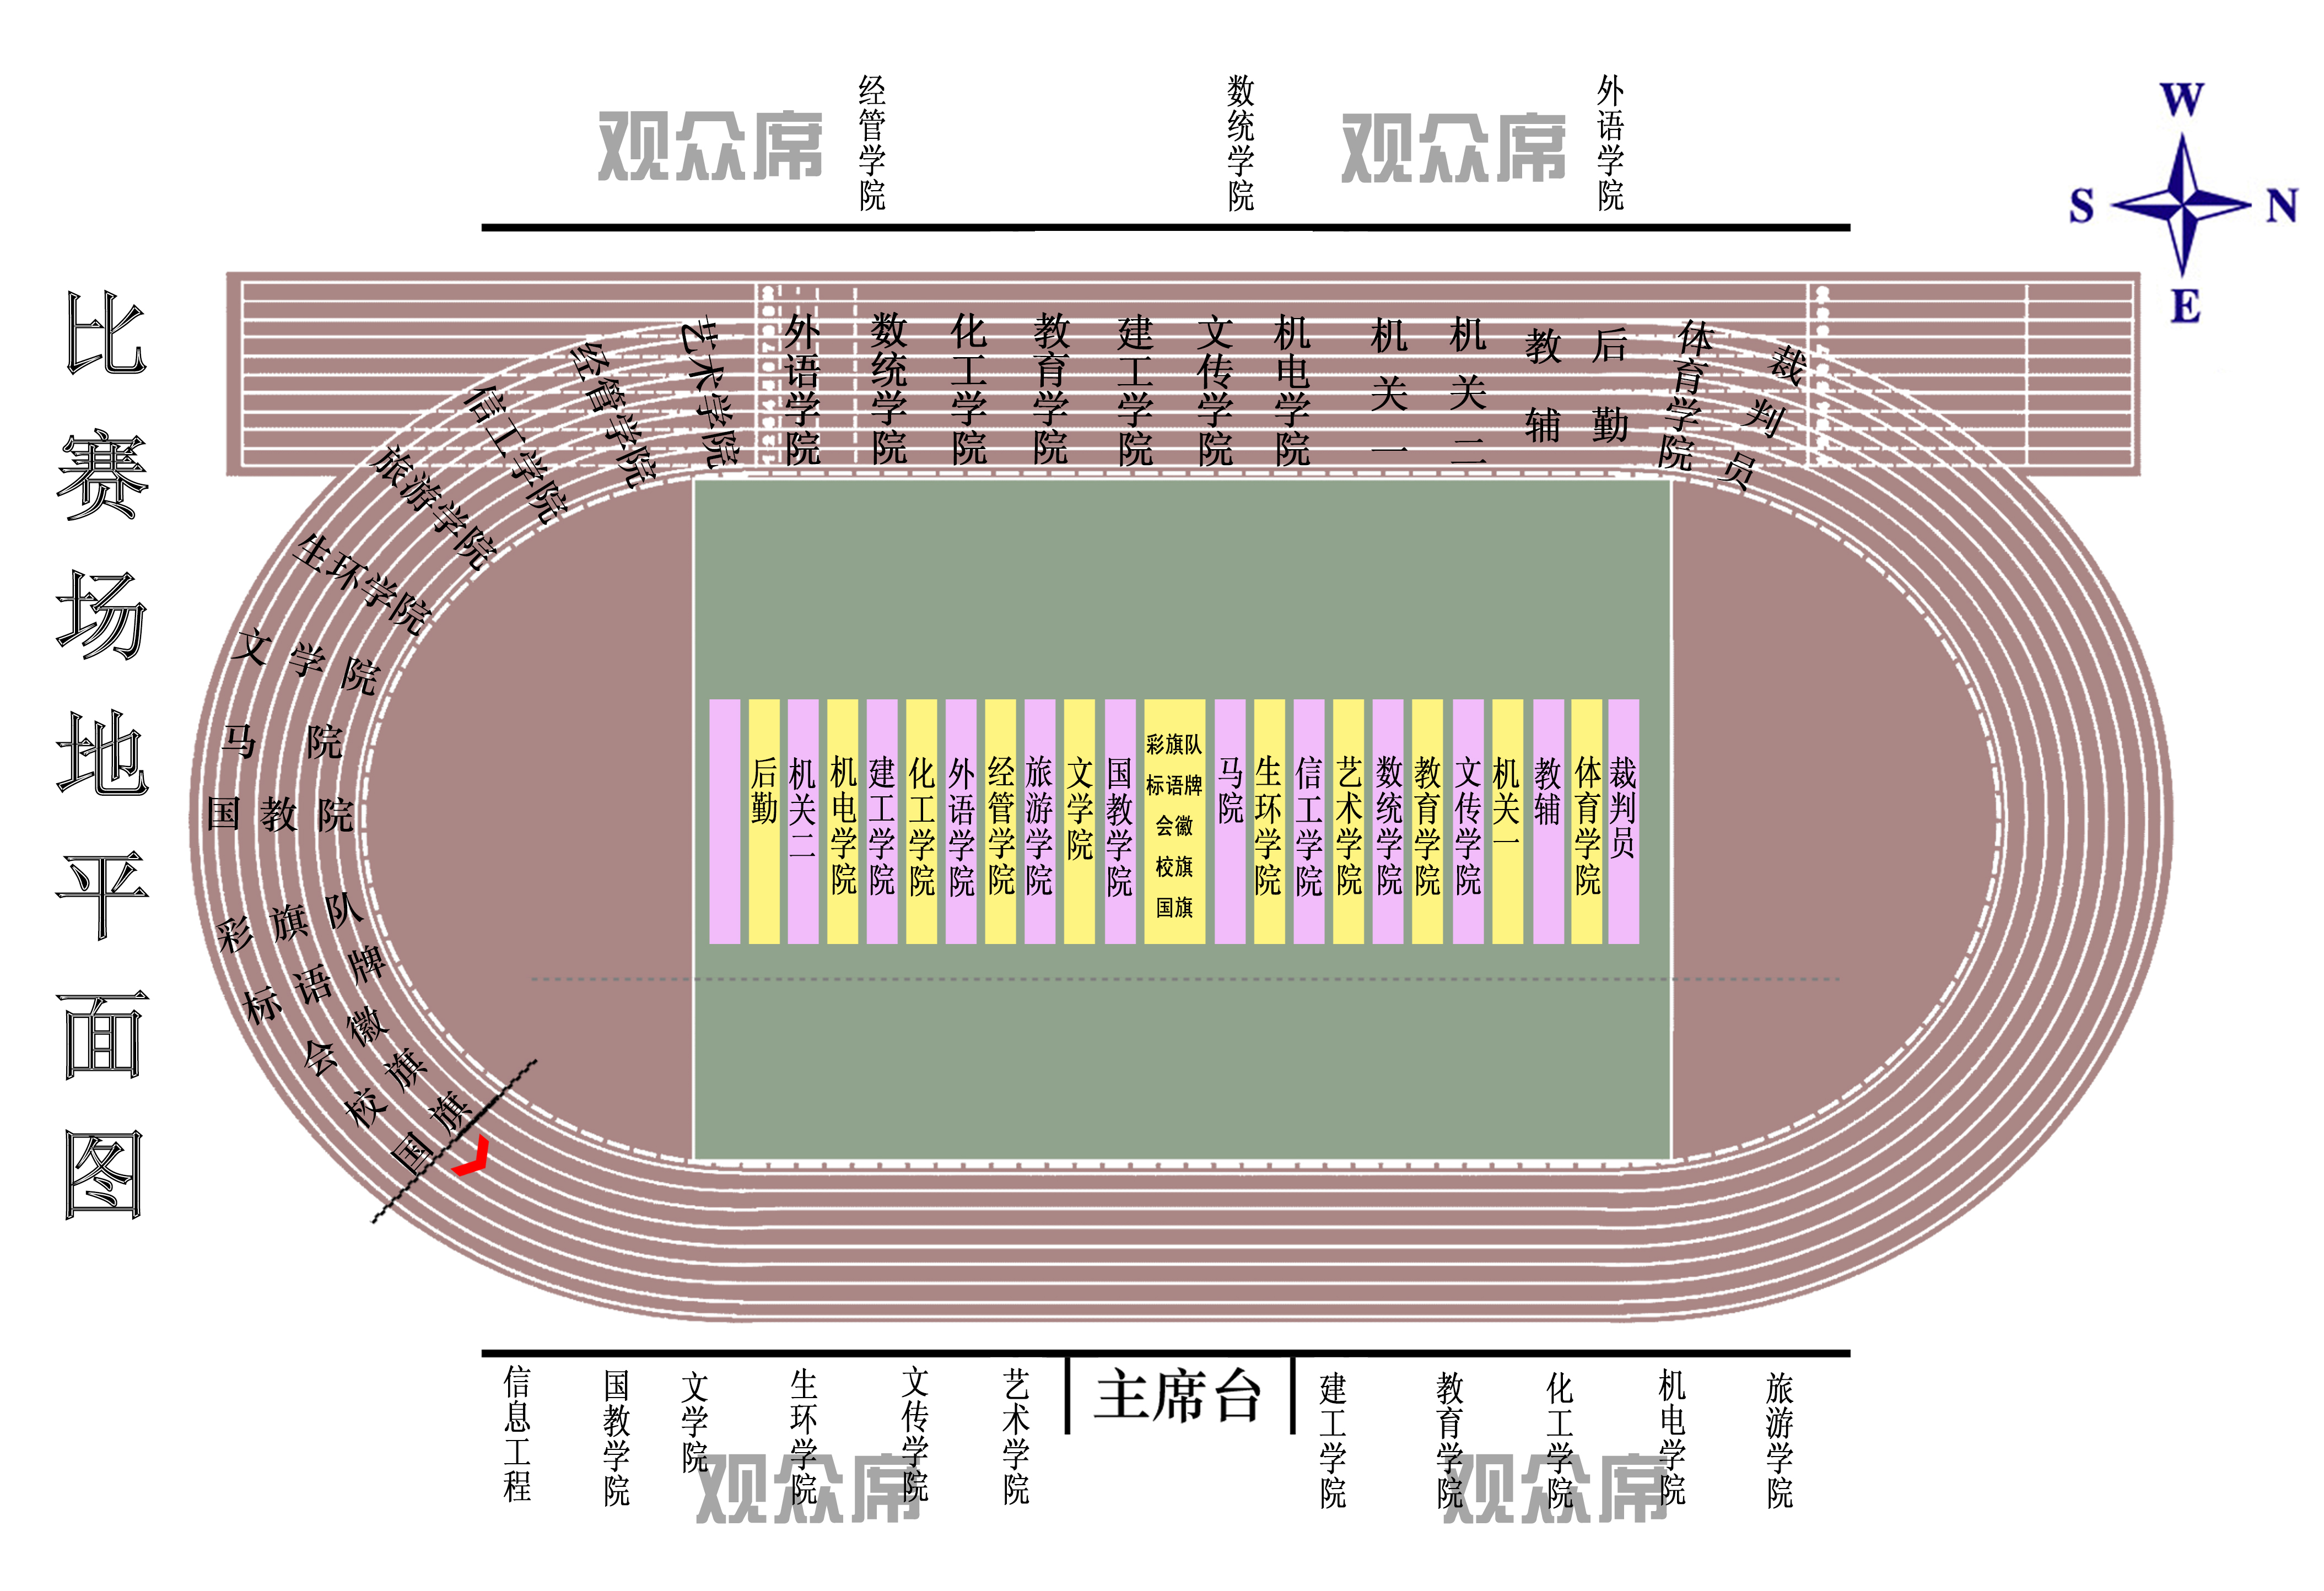 比赛场地平面图
观众席
经管学院
数统学院
观众席
外语学院
W
S
N
E
艺术学院
外语学院
数统学院
化工学院
教育学院
建工学院
文传学院
机电学院
机关一
机关二
教辅
后勤
体育学院
裁判员
经管学院
信工学院
旅游学院
生环学院
文学院
马院
国教院
彩旗队
标语牌
会徽
校旗
国旗
后勤
机关二
机电学院
建工学院
化工学院
外语学院
经管学院
旅游学院
文学院
国教学院
彩旗队
标语牌
会徽
校旗
国旗
马院
生环学院
信工学院
艺术学院
数统学院
教育学院
文传学院
机关一
教辅
体育学院
裁判员
信息工程
国教学院
文学院
生环学院
文传学院
艺术学院
主席台
建工学院
教育学院
化工学院
机电学院
旅游学院
观众席
观众席